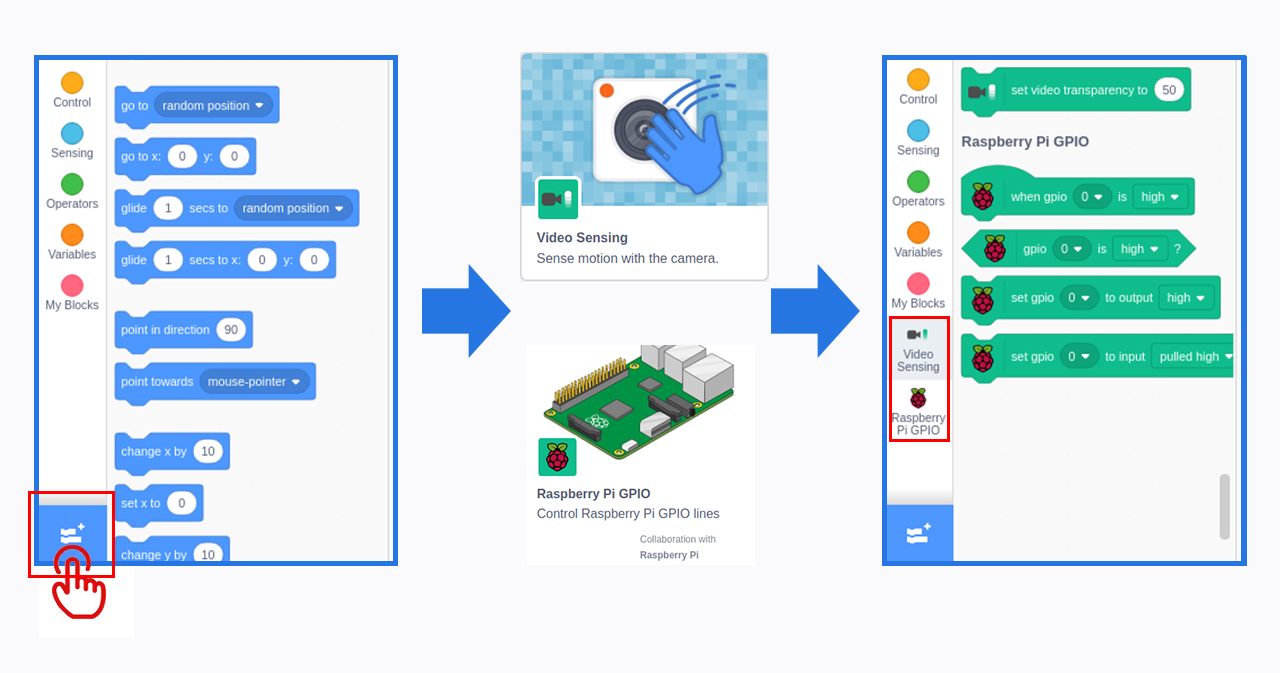 Control
Sensing
Operators
Variables
My Blocks
go to random position
go to x: 0 y: 0
glide 1 secs to random position
glide 1 secs to x: 0 y: 0
point in direction 90
point towards mouse-pointer
change x by 10
set x to 0
change y by 10
Video Sensing
Sense motion with the camera.
Raspberry Pi GPIO
Control Raspberry Pi GPIO lines
Collaboration with
Raspberry Pi
Control
Sensing
Operators
Variables
My Blocks
Video
Sensing
Raspberry
Pi GPIO
set video transparency to 50
Raspberry Pi GPIO
when gpio 0 is high
gpio 0 is high ?
set gpio 0 to output high
set gpio 0 to input pulled high